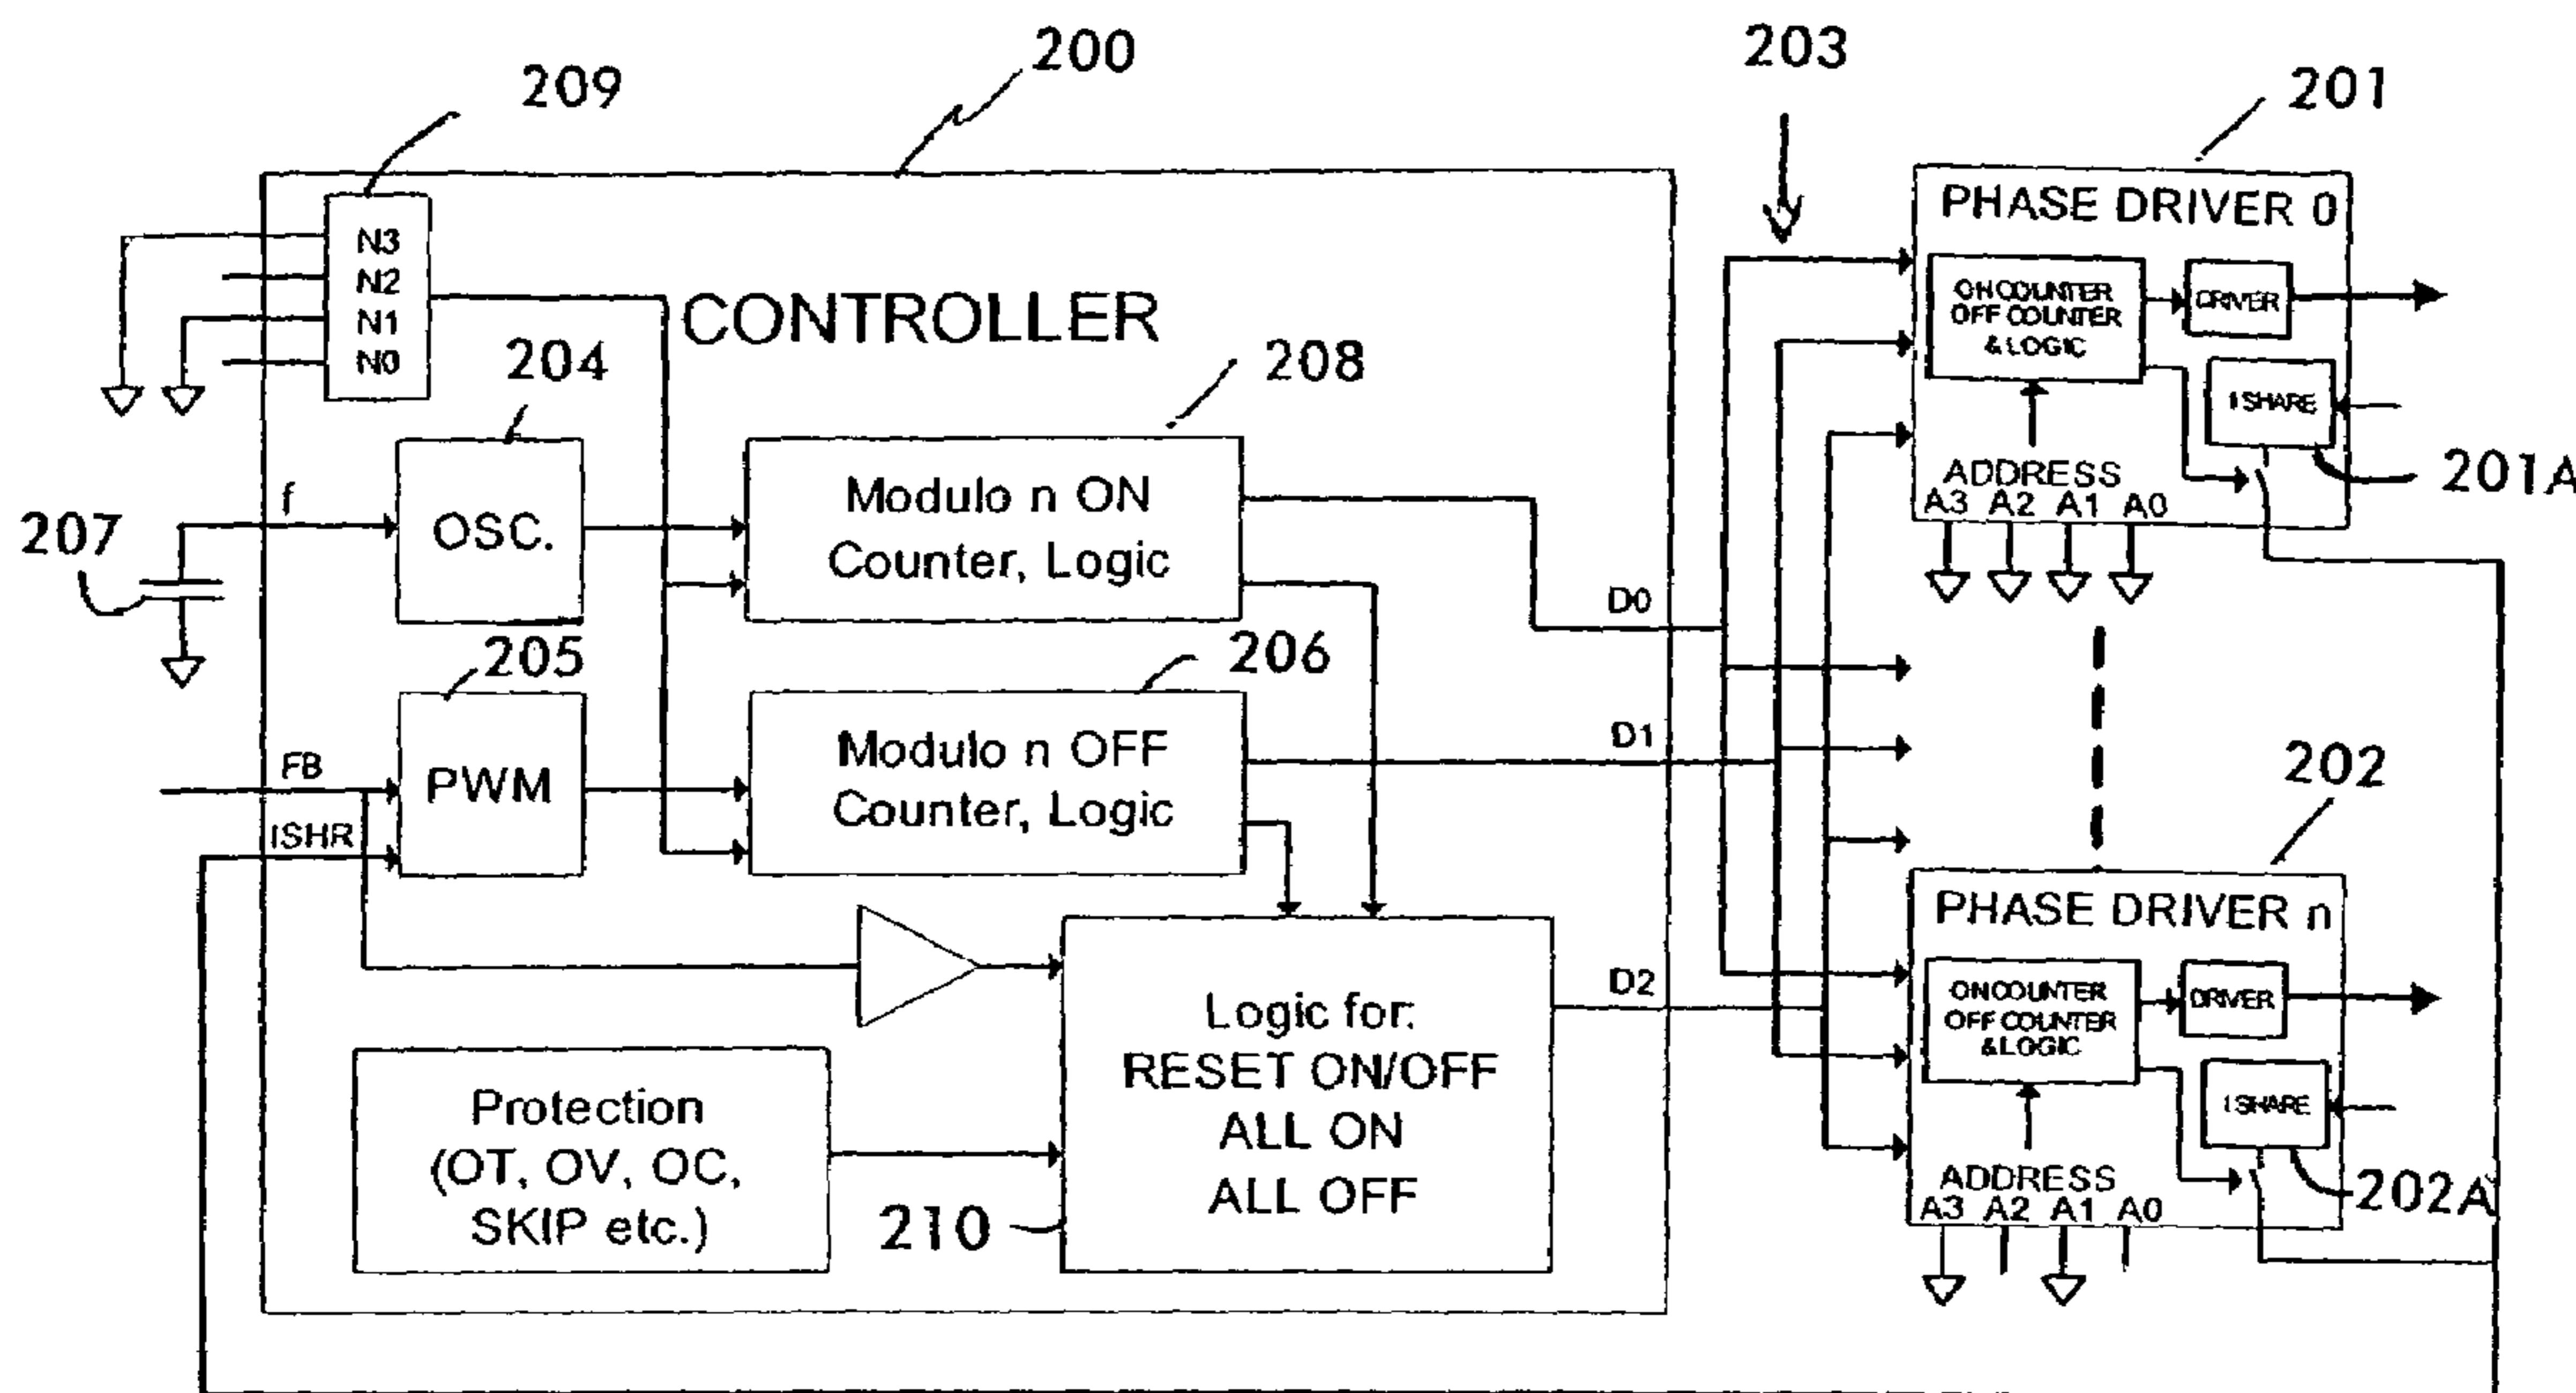 200
203
209
201
PHASE DRIVER 0
N3
N2
N1
N0
CONTROLLER
ON COUNTER
OFF COUNTER
& LOGIC
DRIVER
204
208
I SHARE
f
OSC.
Modulo n ON
Counter, Logic
ADDRESS
A3 A2 A1 A0
201A
207
D0
205
206
FB
ISHR
PWM
Modulo n OFF
Counter, Logic
D1
202
PHASE DRIVER n
D2
ON COUNTER
OFF COUNTER
& LOGIC
DRIVER
Logic for:
RESET ON/OFF
ALL ON
ALL OFF
Protection
(OT, OV, OC,
SKIP etc.)
I SHARE
ADDRESS
A3 A2 A1 A0
202A
210